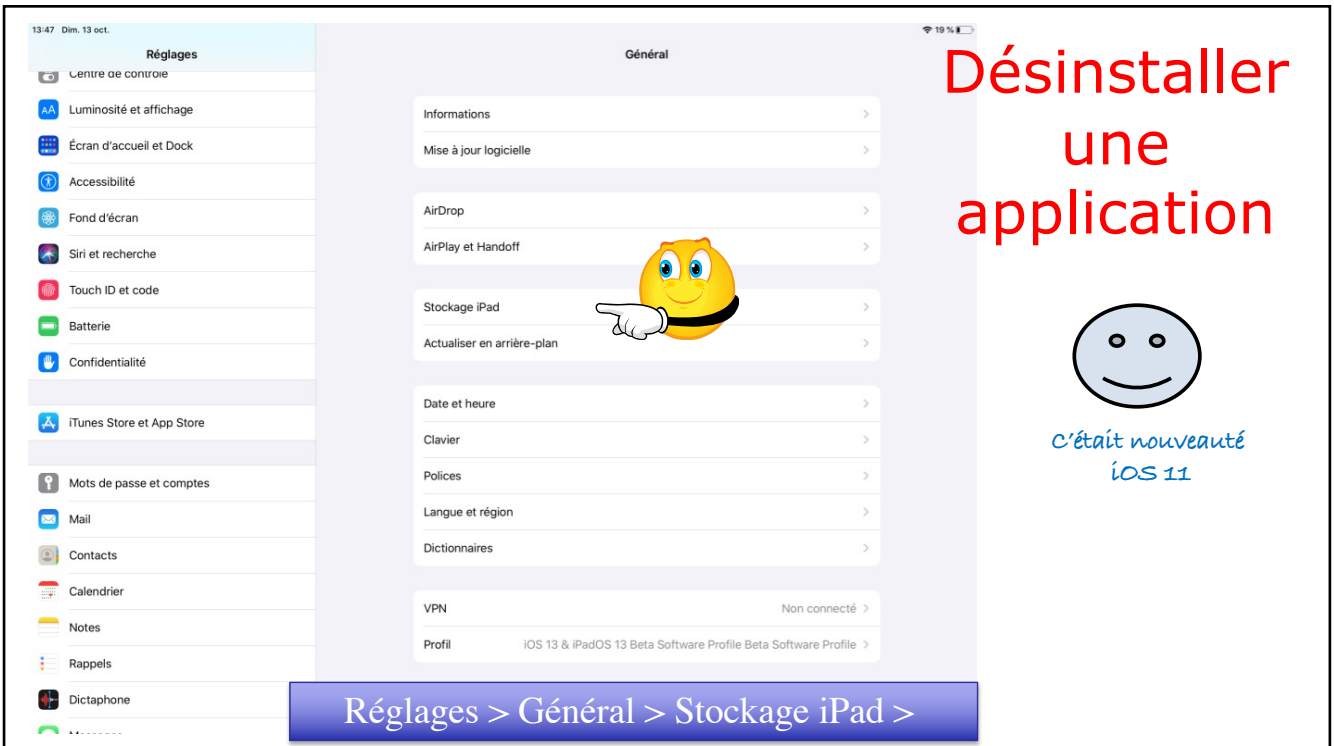 13:47 Dim. 13 oct.
19 %
Réglages
Général
Centre de contrôle
Luminosité et affichage
Écran d'accueil et Dock
Accessibilité
Fond d'écran
Siri et recherche
Touch ID et code
Batterie
Confidentialité
iTunes Store et App Store
Mots de passe et comptes
Mail
Contacts
Calendrier
Notes
Rappels
Dictaphone
Informations
Mise à jour logicielle
AirDrop
AirPlay et Handoff
Stockage iPad
Actualiser en arrière-plan
Date et heure
Clavier
Polices
Langue et région
Dictionnaires
VPN Non connecté
Profil iOS 13 & iPadOS 13 Beta Software Profile Beta Software Profile
Désinstaller
une
application
C'était nouveauté
iOS 11
Réglages > Général > Stockage iPad >